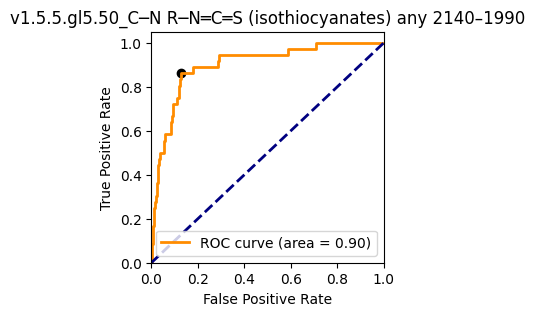 v1.5.5.gl5.50_C─N R─N═C═S (isothiocyanates) any 2140–1990
1.0
0.8
0.6
0.4
0.2
0.0
True Positive Rate
ROC curve (area = 0.90)
0.0 0.2 0.4 0.6 0.8 1.0
False Positive Rate